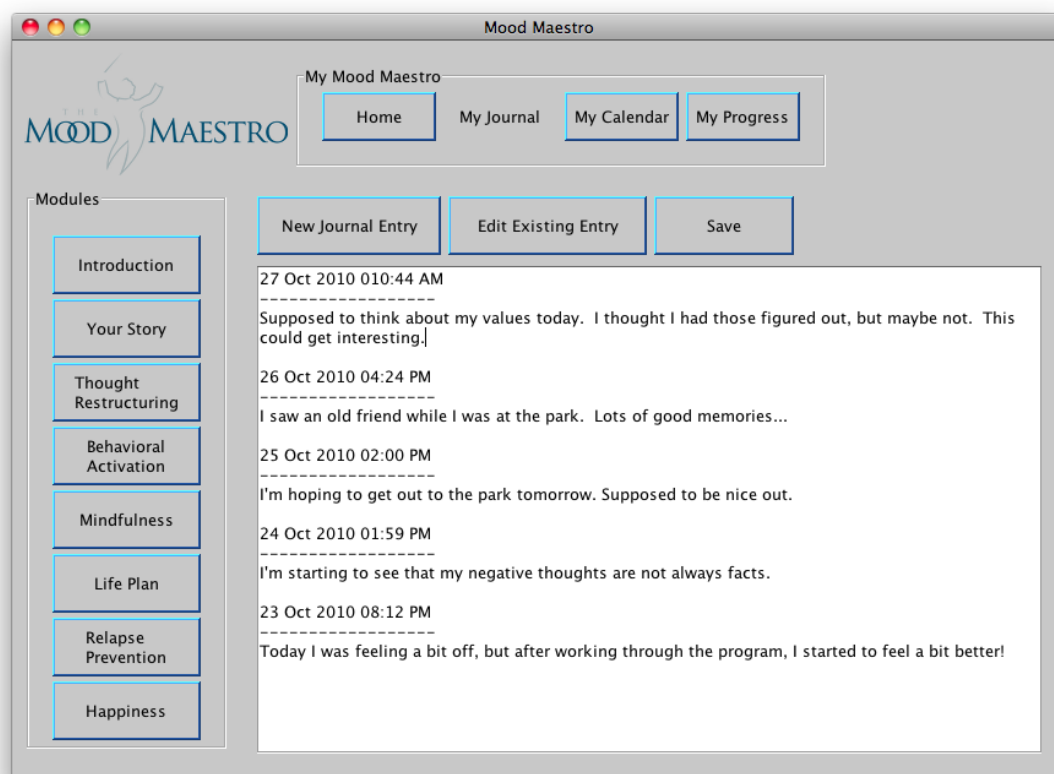 Mood Maestro
THE
MOOD MAESTRO
My Mood Maestro
Home
My Journal
My Calendar
My Progress
Modules
Introduction
Your Story
Thought
Restructuring
Behavioral
Activation
Mindfulness
Life Plan
Relapse
Prevention
Happiness
New Journal Entry
Edit Existing Entry
Save
27 Oct 2010 010:44 AM
------------------
Supposed to think about my values today.  I thought I had those figured out, but maybe not.  This
could get interesting.
26 Oct 2010 04:24 PM
------------------
I saw an old friend while I was at the park.  Lots of good memories...
25 Oct 2010 02:00 PM
------------------
I'm hoping to get out to the park tomorrow. Supposed to be nice out.
24 Oct 2010 01:59 PM
------------------
I'm starting to see that my negative thoughts are not always facts.
23 Oct 2010 08:12 PM
------------------
Today I was feeling a bit off, but after working through the program, I started to feel a bit better!